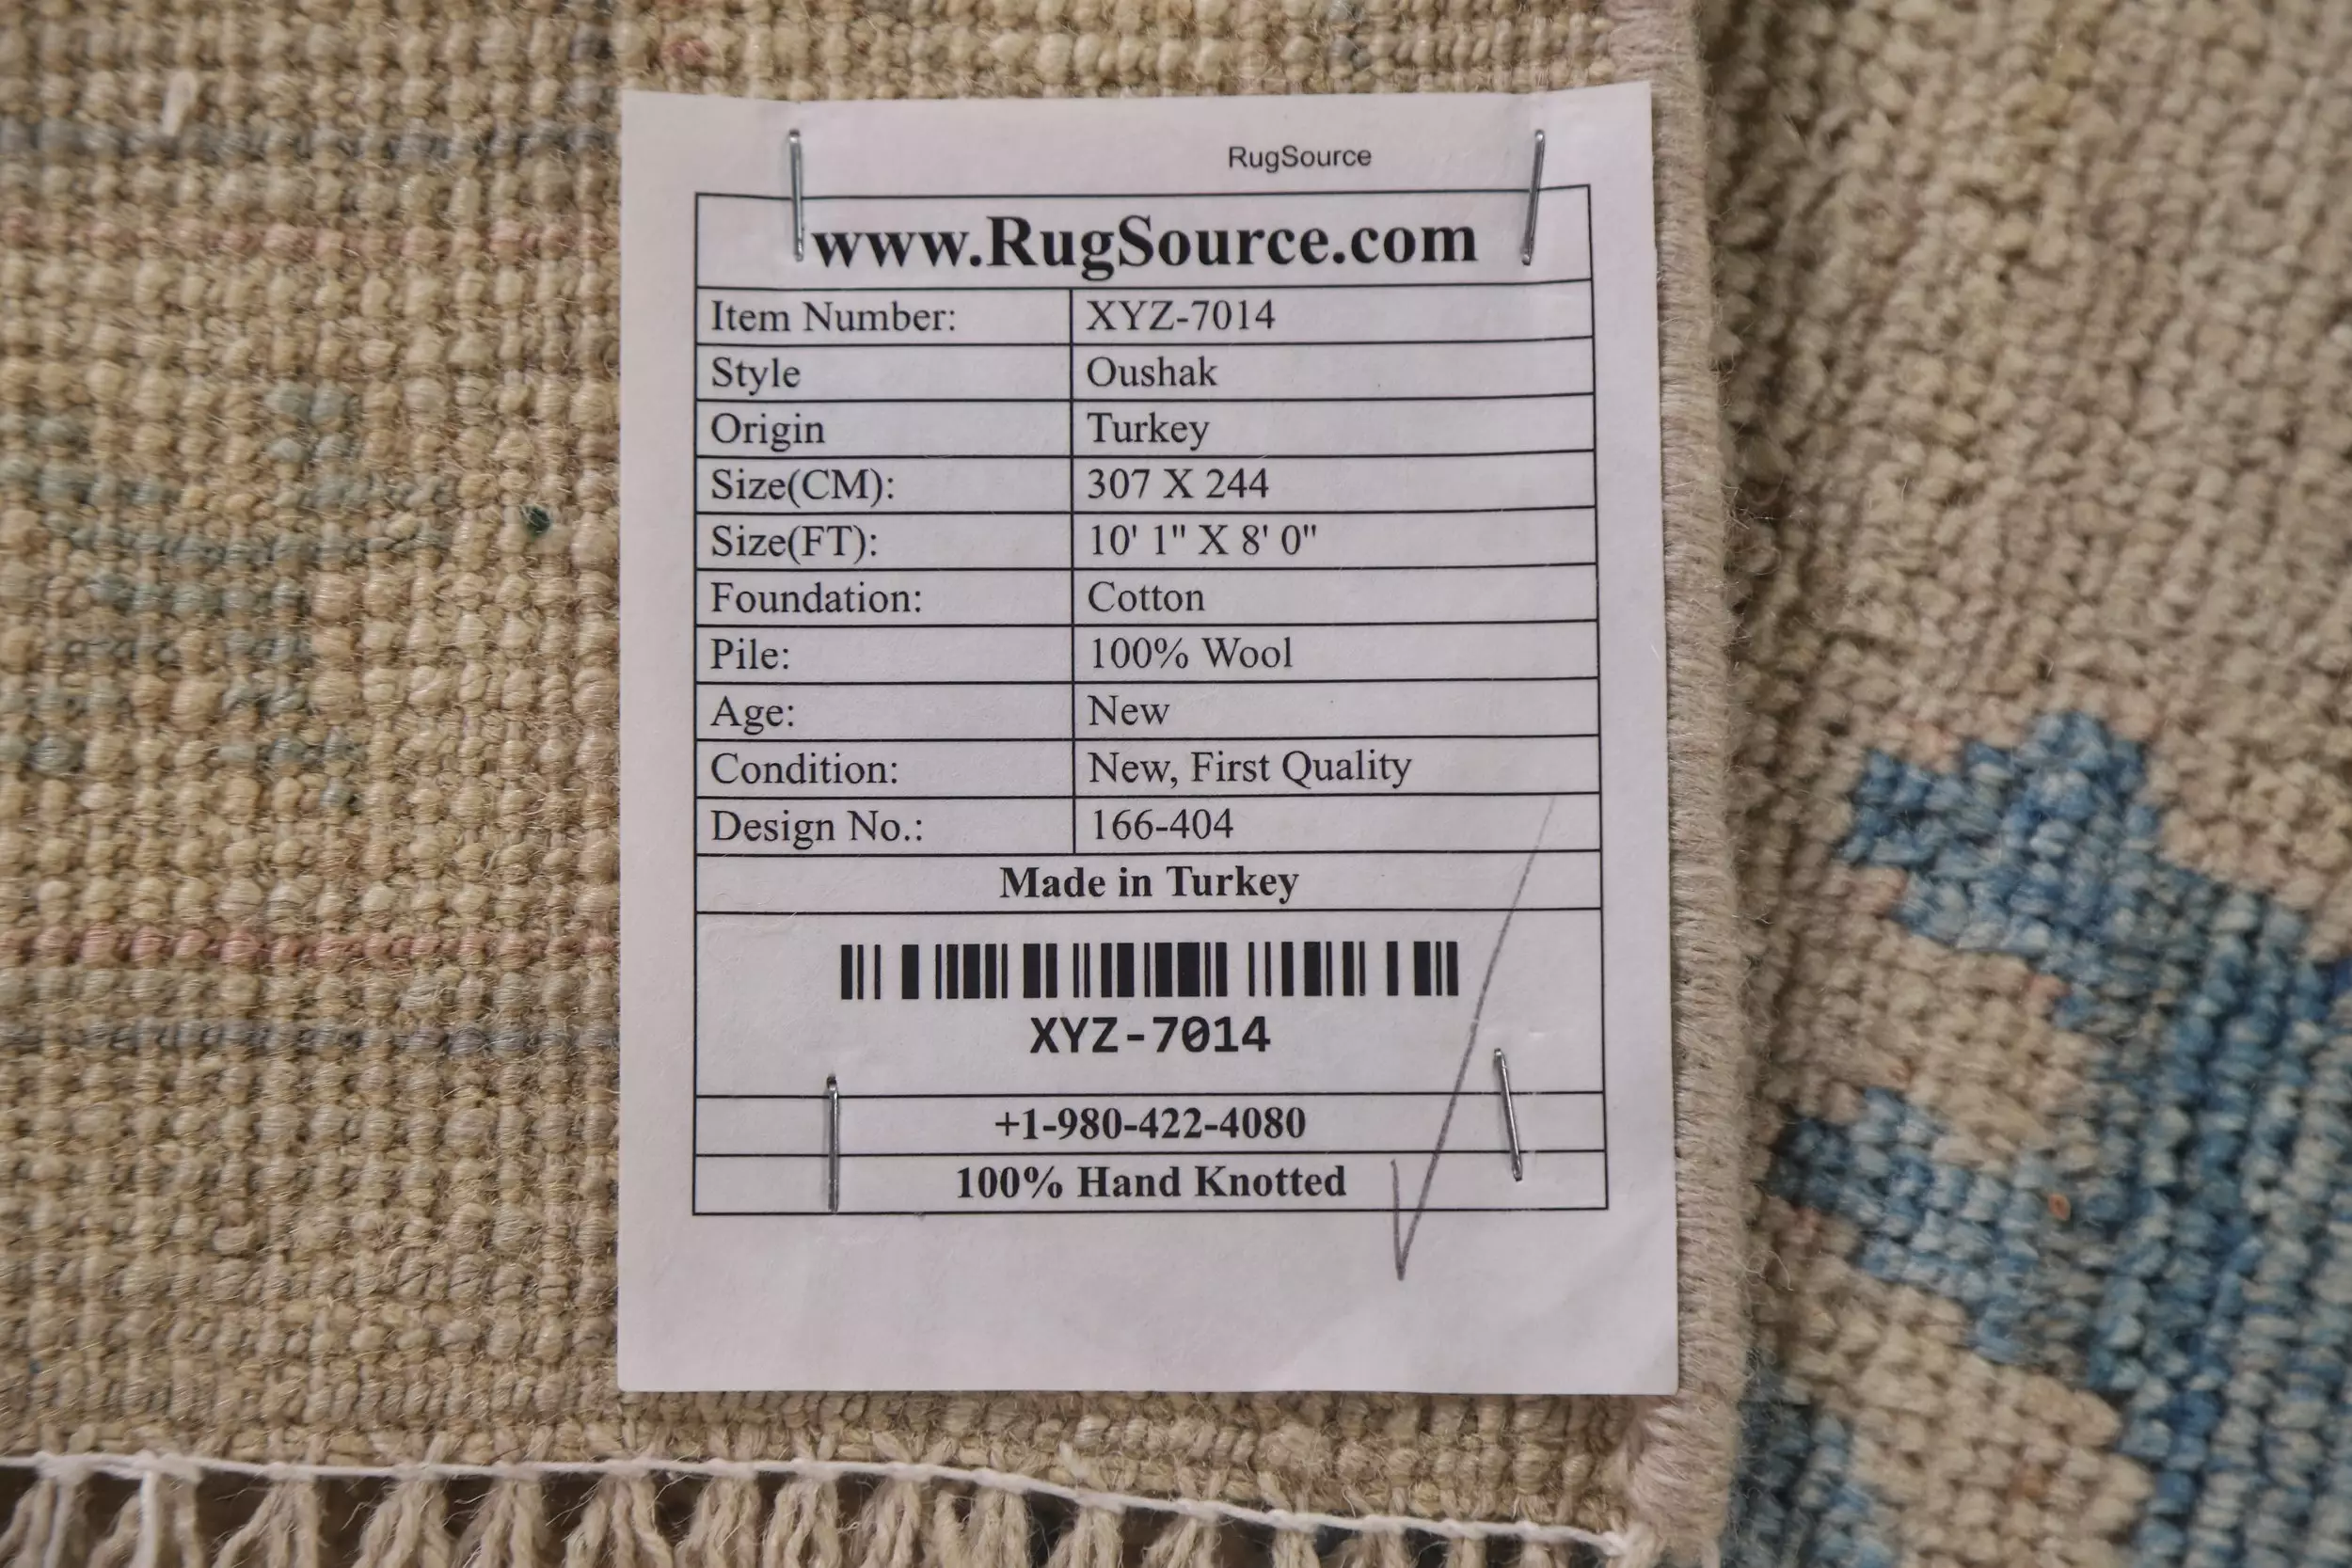 RugSource
www.RugSource.com
Item Number: XYZ-7014
Style Oushak
Origin Turkey
Size(CM): 307 X 244
Size(FT): 10' 1" X 8' 0"
Foundation: Cotton
Pile: 100% Wool
Age: New
Condition: New, First Quality
Design No.: 166-404
Made in Turkey
XYZ-7014
+1-980-422-4080
100% Hand Knotted